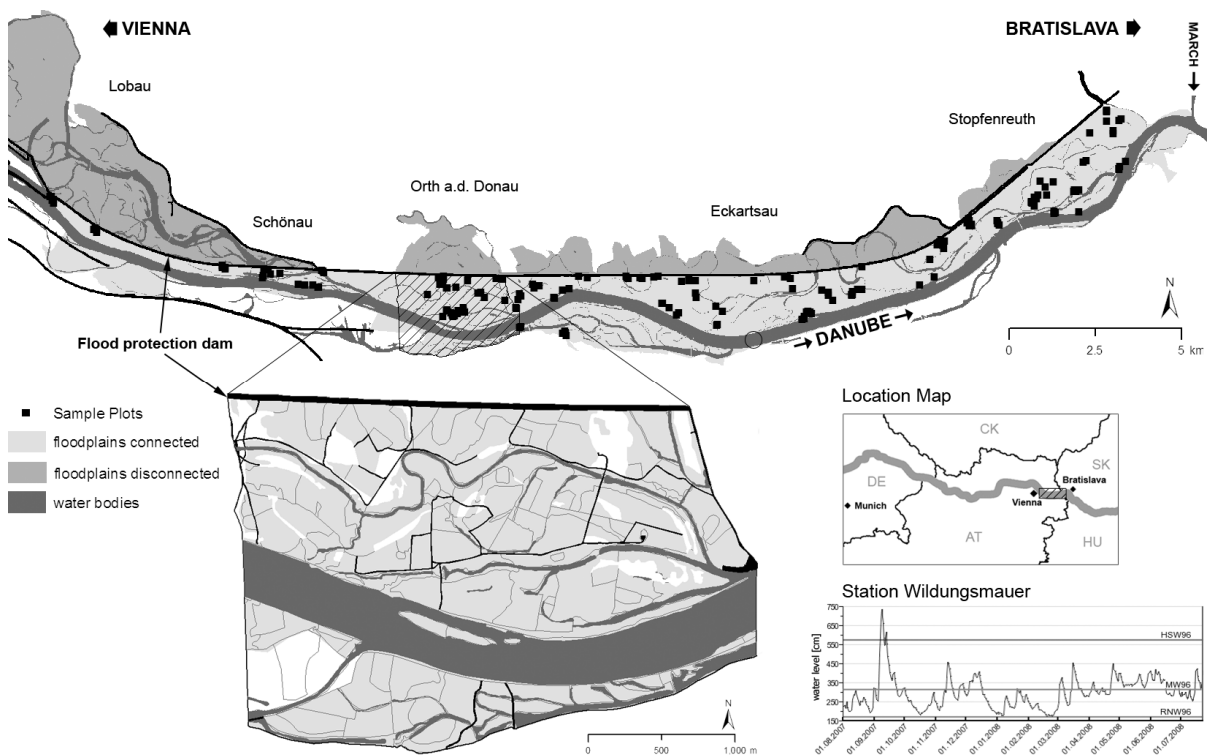 VIENNA
BRATISLAVA
MARCH
Lobau
Stopfenreuth
Orth a.d. Donau
Schönau
Eckartsau
N
DANUBE
Flood protection dam
0 2.5 5 km
Sample Plots
floodplains connected
floodplains disconnected
water bodies
N
0 500 1,000 m
Location Map
CK
SK
DE
Bratislava
Vienna
Munich
AT
HU
Station Wildungsmauer
water level [cm]
750
650
550
450
350
250
150
HSW96
MW96
RNW96
01.08.2007
01.09.2007
01.10.2007
01.11.2007
01.12.2007
01.01.2008
01.02.2008
01.03.2008
01.04.2008
01.05.2008
01.06.2008
01.07.2008